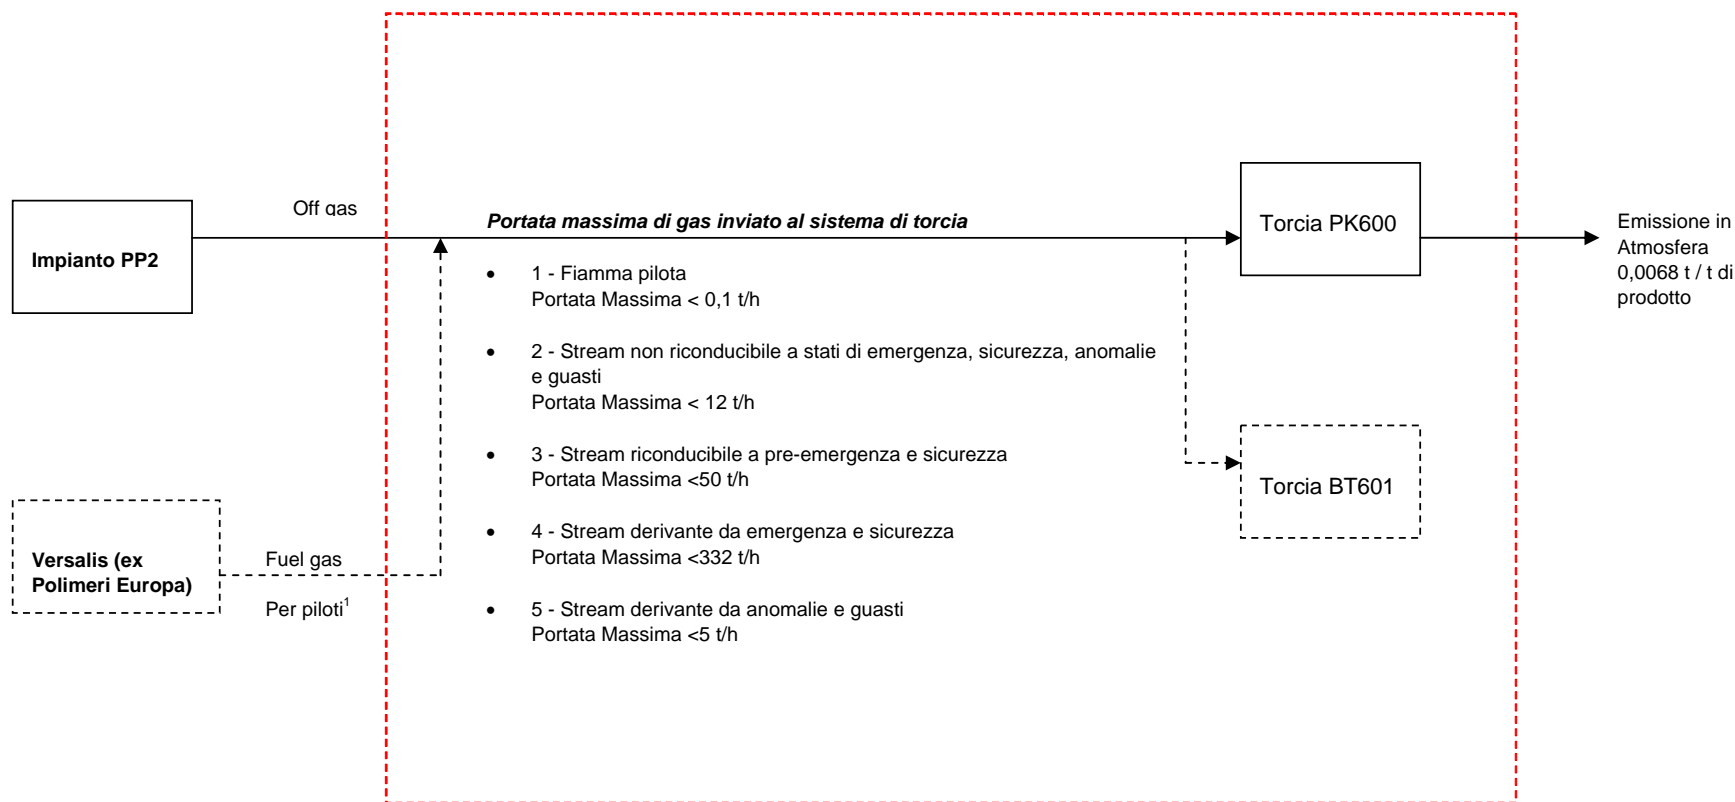 Off gas
Impianto PP2
Portata massima di gas inviato al sistema di torcia
• 1 - Fiamma pilota
Portata Massima < 0,1 t/h
• 2 - Stream non riconducibile a stati di emergenza, sicurezza, anomalie
e guasti
Portata Massima < 12 t/h
• 3 - Stream riconducibile a pre-emergenza e sicurezza
Portata Massima <50 t/h
• 4 - Stream derivante da emergenza e sicurezza
Portata Massima <332 t/h
• 5 - Stream derivante da anomalie e guasti
Portata Massima <5 t/h
Torcia PK600
Emissione in
Atmosfera
0,0068 t / t di
prodotto
Torcia BT601
Versalis (ex
Polimeri Europa)
Fuel gas
Per piloti¹